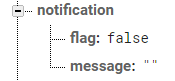 notification
flag: false
message: " "